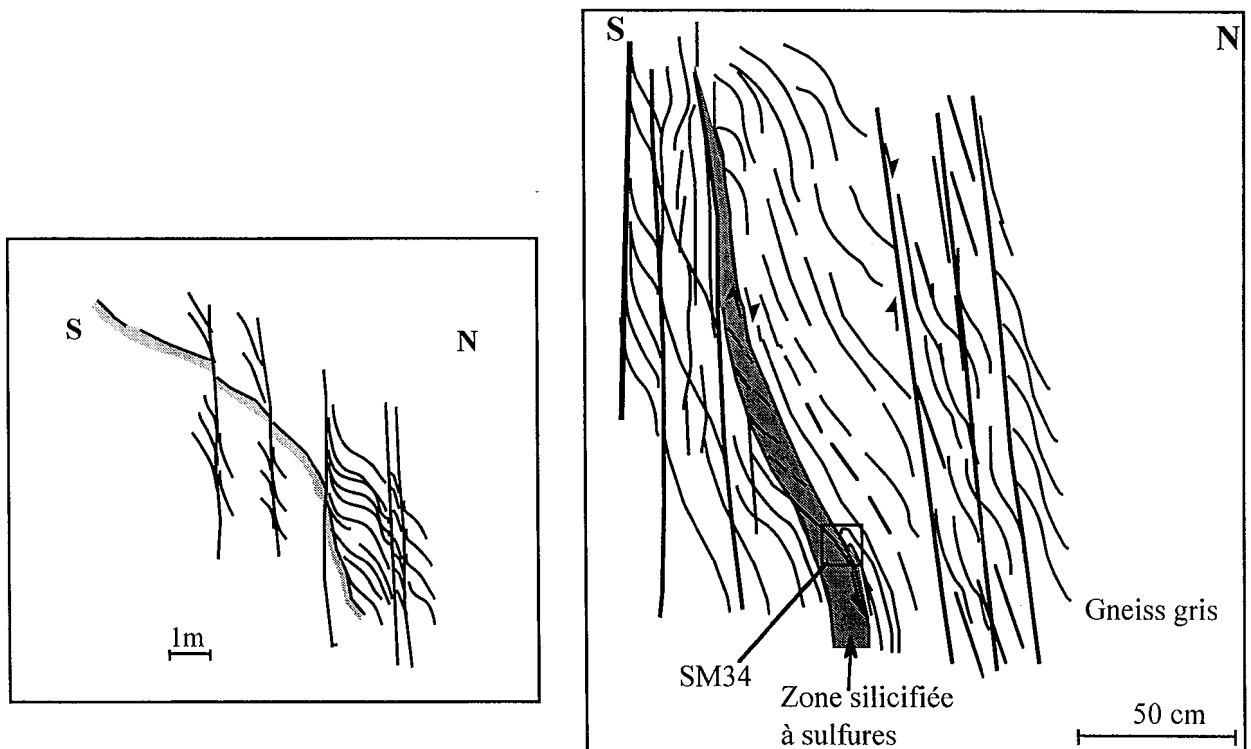 S
N
1m
S
N
Gneiss gris
SM34
Zone silicifiée
à sulfures
50 cm